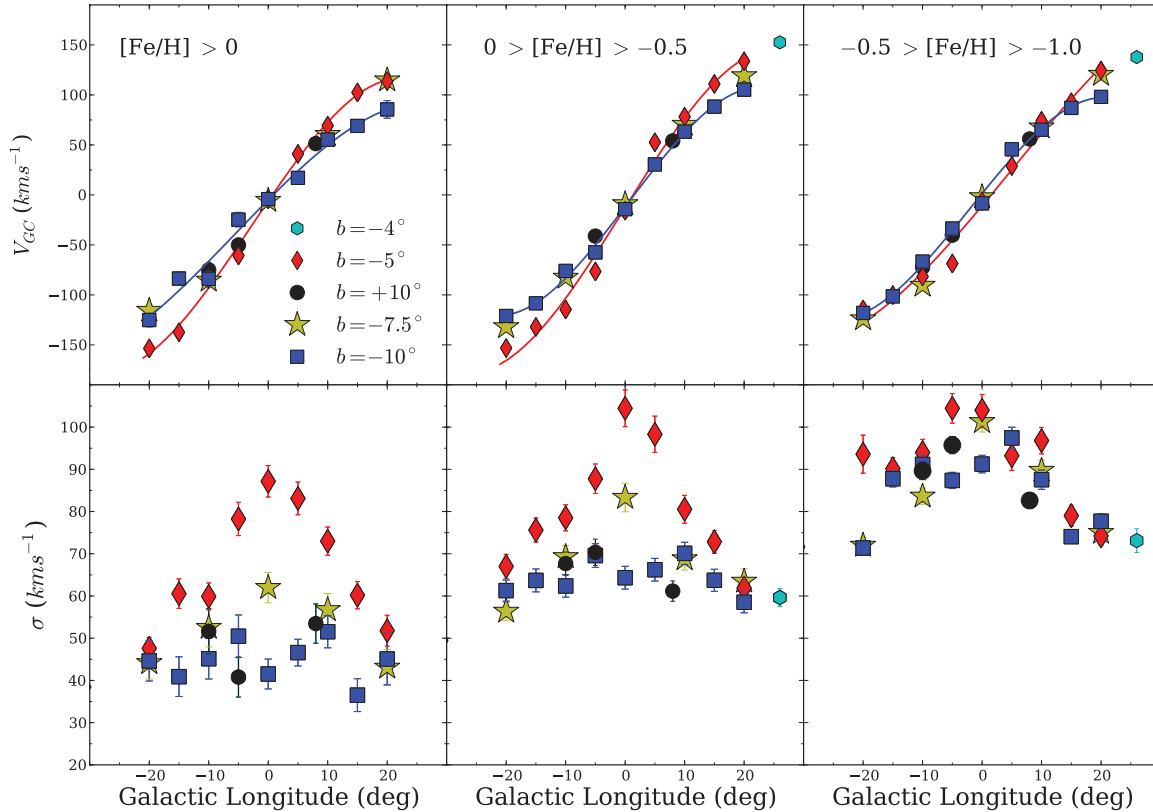 [Fe/H] > 0
0 > [Fe/H] > −0.5
−0.5 > [Fe/H] > −1.0
V_GC (kms⁻¹)
150
100
50
0
−50
−100
−150
b=−4°
b=−5°
b=+10°
b=−7.5°
b=−10°
σ (kms⁻¹)
100
90
80
70
60
50
40
30
20
−20 −10 0 10 20
−20 −10 0 10 20
−20 −10 0 10 20
Galactic Longitude (deg)
Galactic Longitude (deg)
Galactic Longitude (deg)